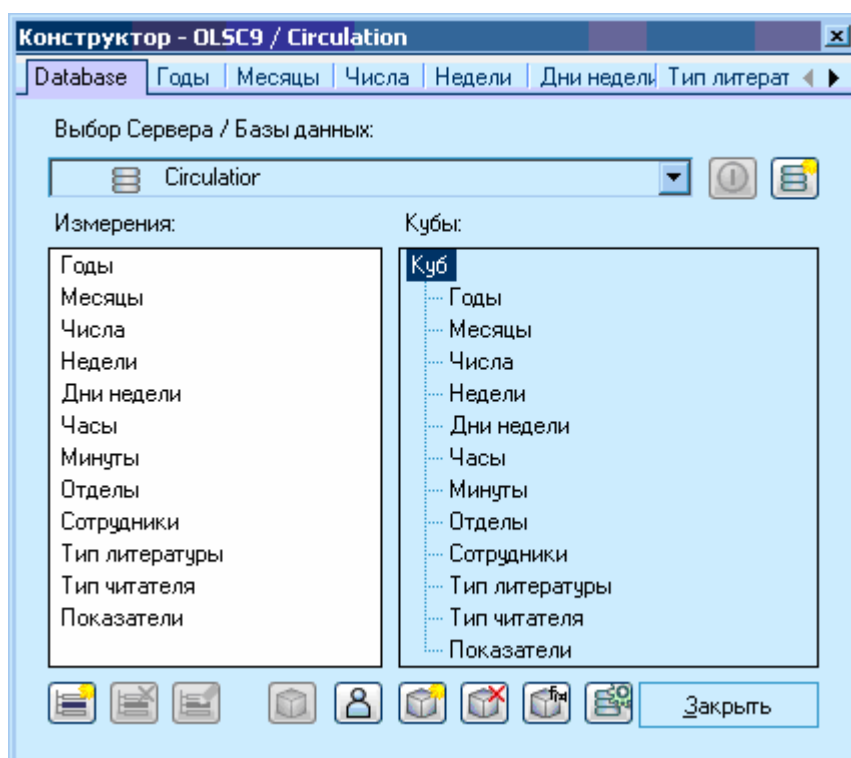 Конструктор - OLSC9 / Circulation
Database Годы Месяцы Числа Недели Дни недель Тип литерат
Выбор Сервера / Базы данных:
Circulatior
Измерения:
Годы
Месяцы
Числа
Недели
Дни недели
Часы
Минуты
Отделы
Сотрудники
Тип литературы
Тип читателя
Показатели
Кубы:
Куб
Годы
Месяцы
Числа
Недели
Дни недели
Часы
Минуты
Отделы
Сотрудники
Тип литературы
Тип читателя
Показатели
f(x)
Закрыть